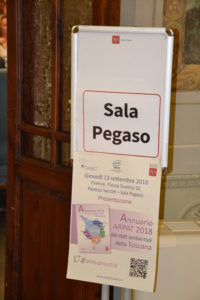 Sala
Pegaso
Giovedì 13 settembre 2018
Firenze, Piazza Duomo 10
Palazzo Sacrati - Sala Pegaso
Presentazione
Annuario
ARPAT 2018
dei dati ambientali
della Toscana